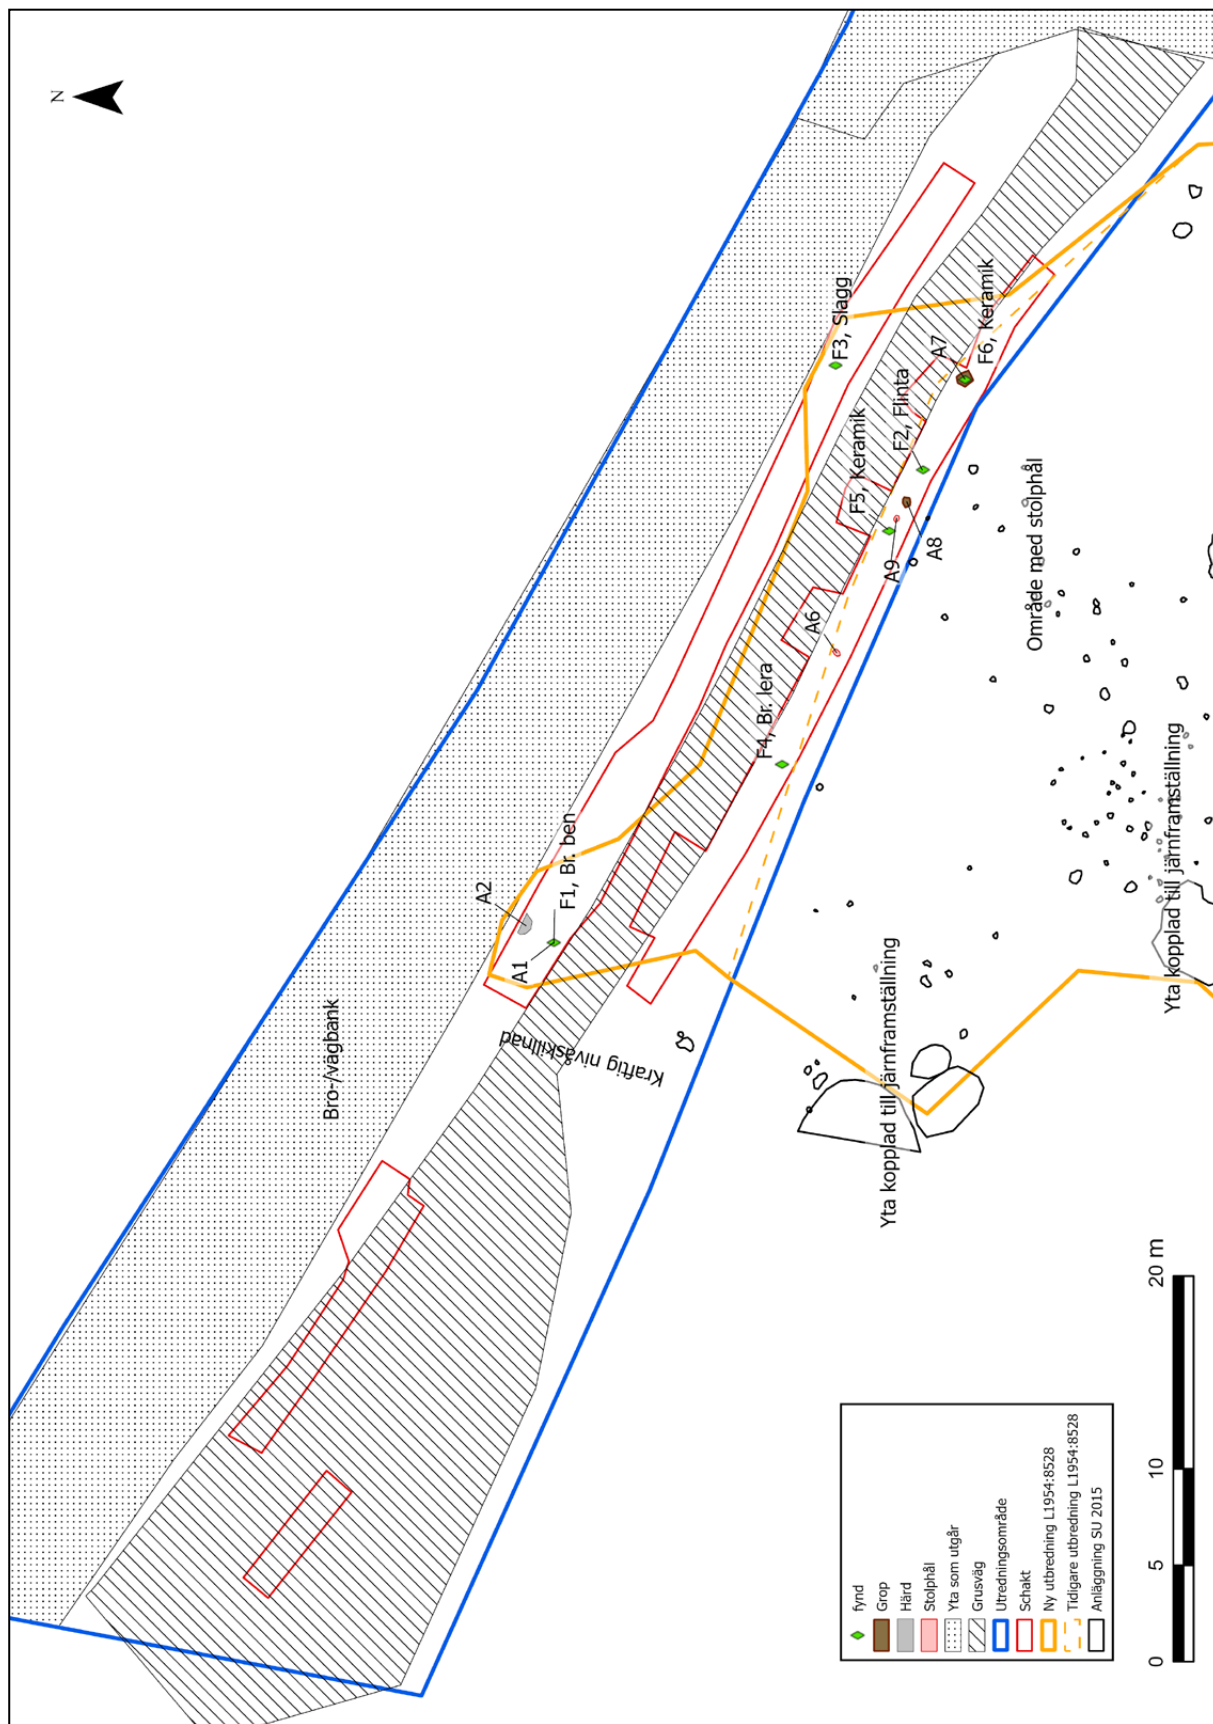 N
Bro-/vägbank
A2
A1
F1, Br. ben
Kraftig nivåskillnad
F3, Slagg
F5, Keramik
F2, Flinta
A7
F6, Keramik
A9
A8
A6
F4, Br. lera
Område med stolphål
Yta kopplad till järnframställning
Yta kopplad till järnframställning
fynd
Grop
Härd
Stolphål
Yta som utgår
Grusväg
Utredningsområde
Schakt
Ny utbredning L1954:8528
Tidigare utbredning L1954:8528
Anläggning SU 2015
0 5 10 20 m